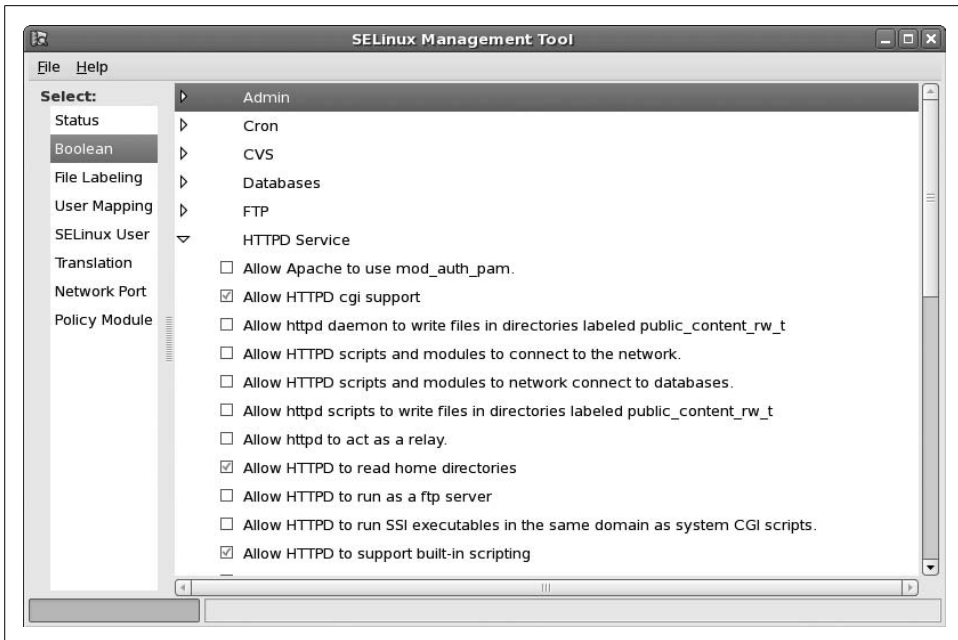 SELinux Management Tool
File Help
Select:
Status
Boolean
File Labeling
User Mapping
SELinux User
Translation
Network Port
Policy Module
Admin
Cron
CVS
Databases
FTP
HTTPD Service
Allow Apache to use mod_auth_pam.
Allow HTTPD cgi support
Allow httpd daemon to write files in directories labeled public_content_rw_t
Allow HTTPD scripts and modules to connect to the network.
Allow HTTPD scripts and modules to network connect to databases.
Allow httpd scripts to write files in directories labeled public_content_rw_t
Allow httpd to act as a relay.
Allow HTTPD to read home directories
Allow HTTPD to run as a ftp server
Allow HTTPD to run SSI executables in the same domain as system CGI scripts.
Allow HTTPD to support built-in scripting